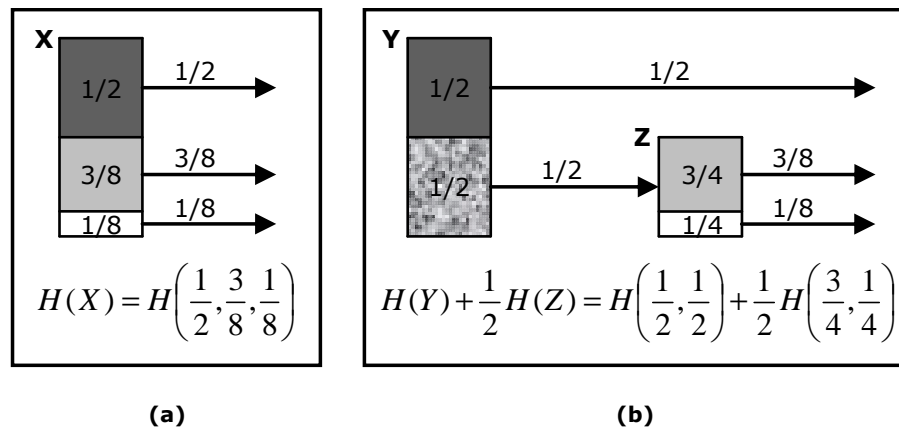 X
1/2
1/2
3/8
3/8
1/8
1/8
H(X) = H(1/2, 3/8, 1/8)
(a)
Y
1/2
1/2
1/2
1/2
Z
3/4
3/8
1/4
1/8
H(Y) + 1/2 H(Z) = H(1/2, 1/2) + 1/2 H(3/4, 1/4)
(b)